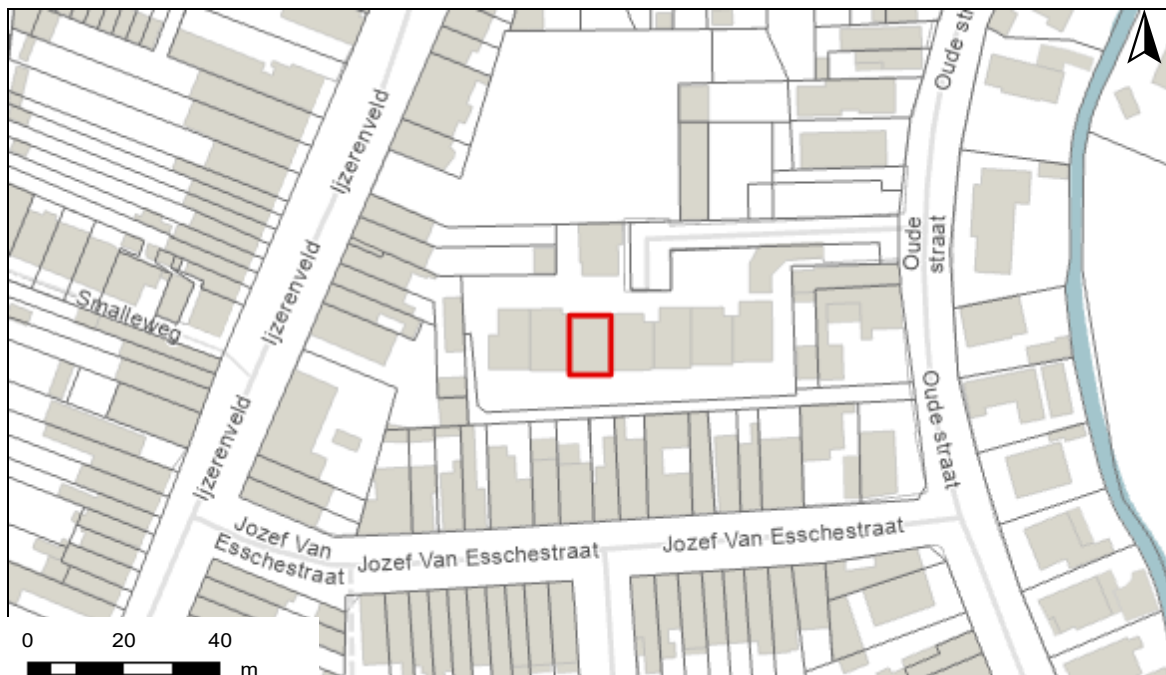 Oude str
Ijzerenveld
Oude
straat
Ijzerenveld
Smalleweg
Oude straat
Ijzerenveld
Jozef Van
Esschestraat
Jozef Van Esschestraat
Jozef Van Esschestraat
0 20 40
m